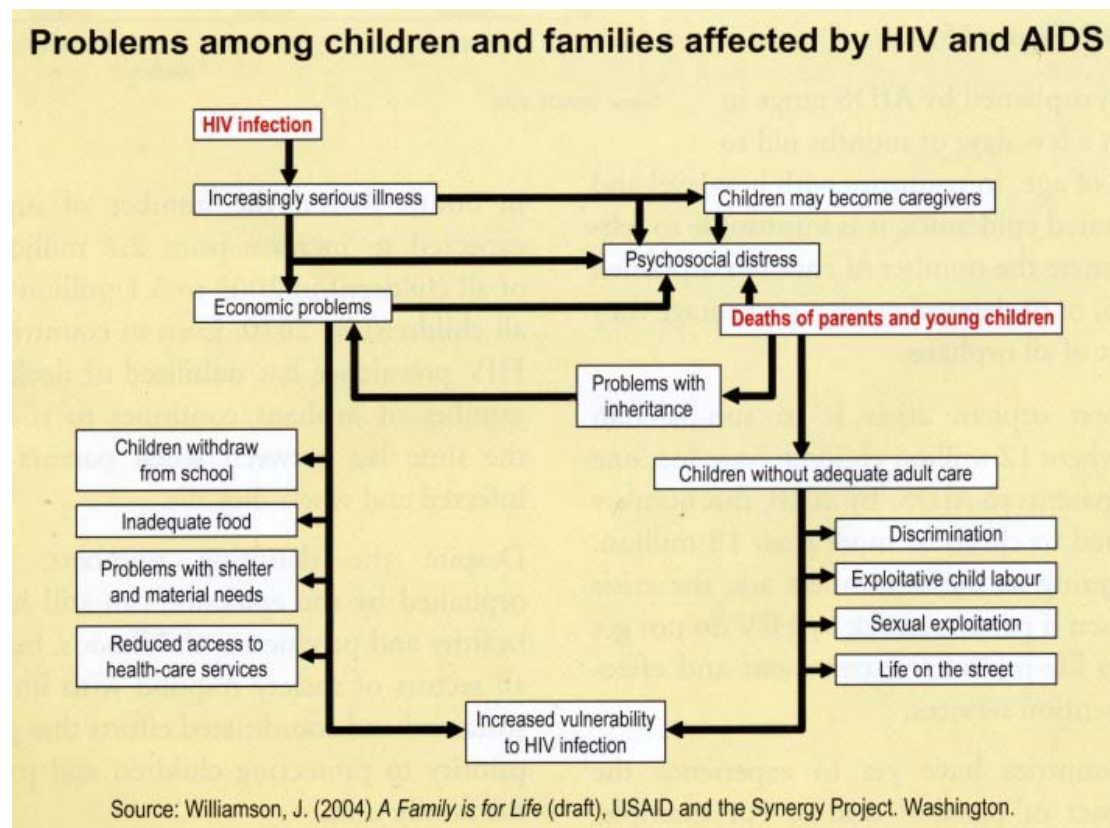 Problems among children and families affected by HIV and AIDS
HIV infection
Increasingly serious illness
Children may become caregivers
Psychosocial distress
Economic problems
Deaths of parents and young children
Problems with
inheritance
Children withdraw
from school
Children without adequate adult care
Inadequate food
Discrimination
Problems with shelter
and material needs
Exploitative child labour
Sexual exploitation
Reduced access to
health-care services
Life on the street
Increased vulnerability
to HIV infection
Source: Williamson, J. (2004) A Family is for Life (draft), USAID and the Synergy Project. Washington.